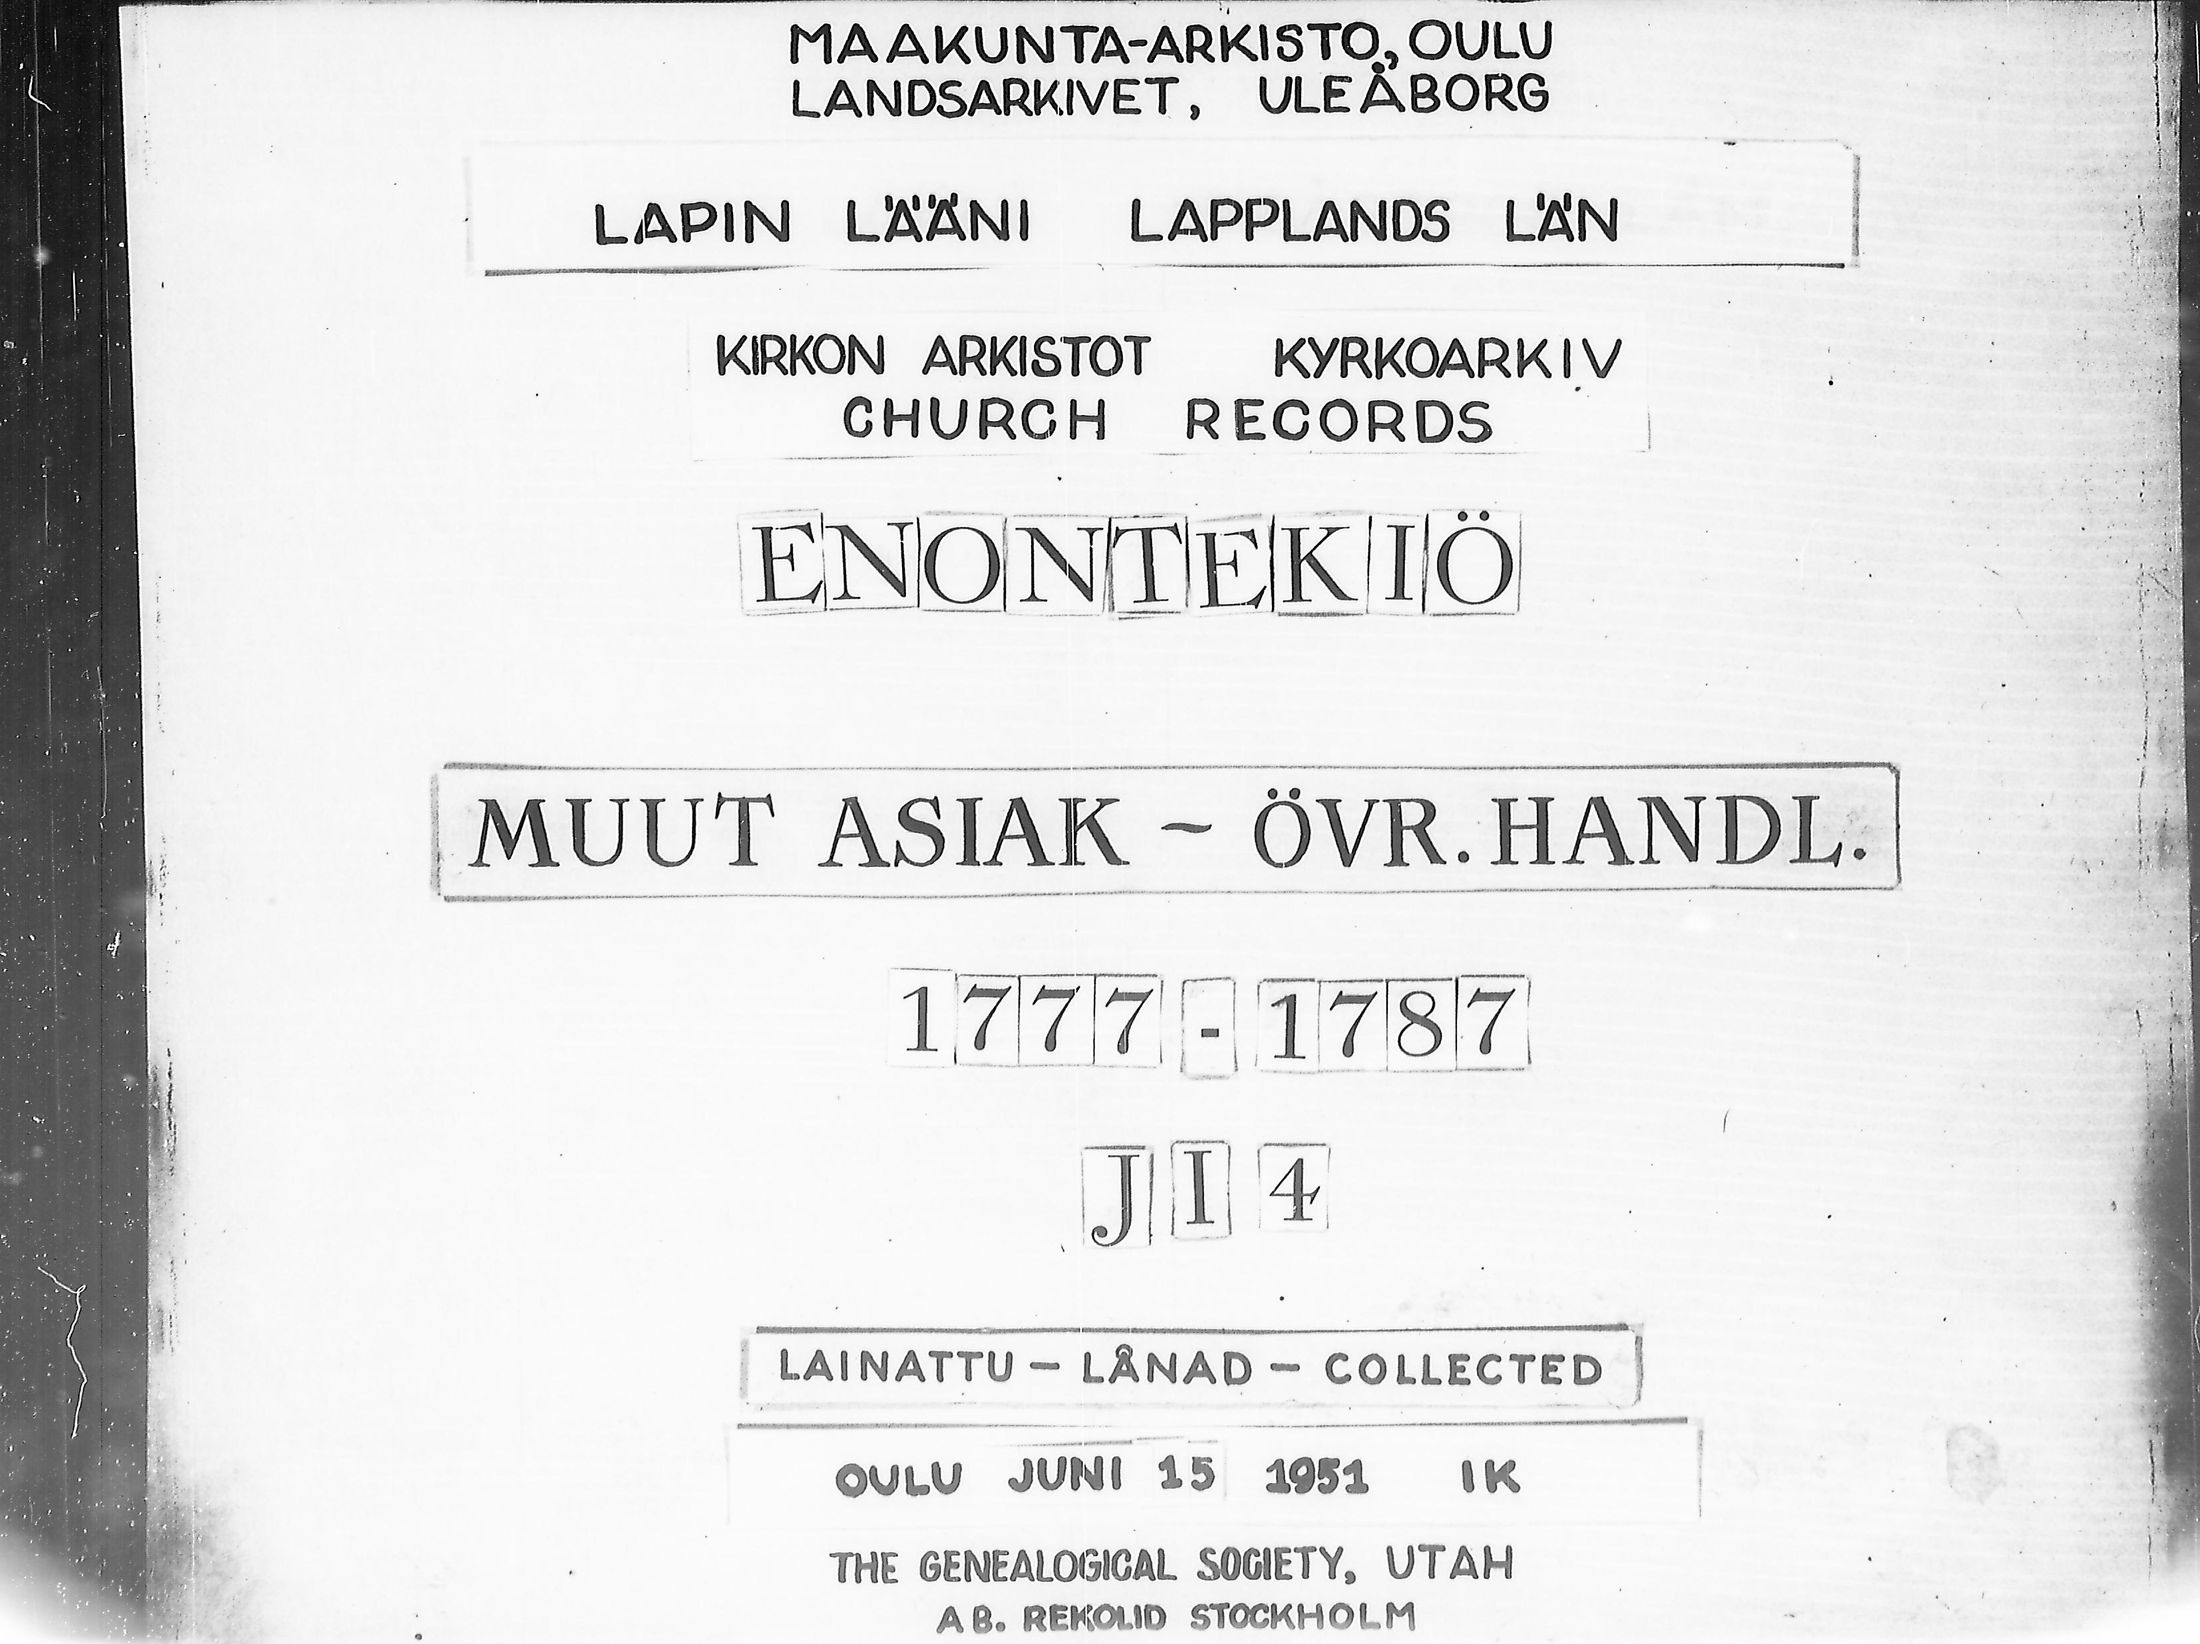 MAAKUNTA-ARKISTO, OULU
LANDSARKIVET, ULEÅBORG
LAPIN LÄÄNI LAPPLANDS LÄN
KIRKON ARKISTOT KYRKOARKIV
CHURCH RECORDS
ENONTEKIÖ
MUUT ASIAK - ÖVR. HANDL.
1777-1787
J I 4
LAINATTU - LÅNAD - COLLECTED
OULU JUNI 15 1951 IK
THE GENEALOGICAL SOCIETY, UTAH
AB. REKOLID STOCKHOLM